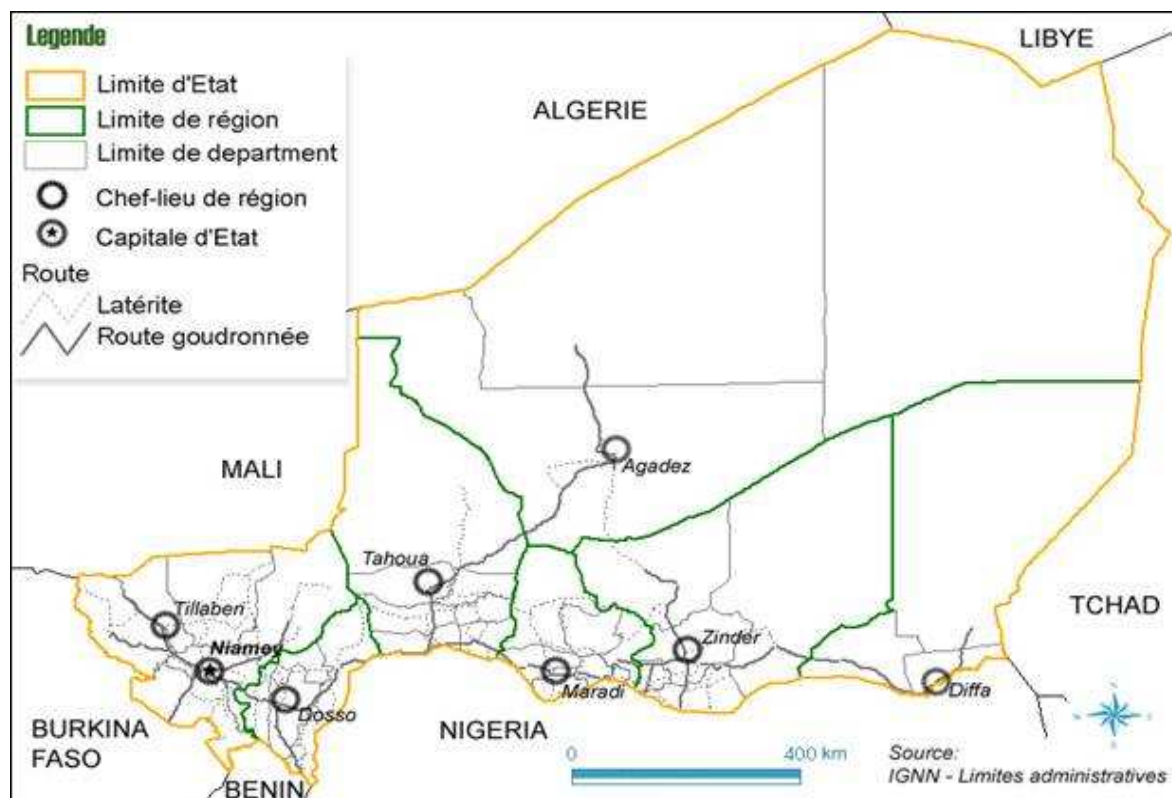 Legende
Limite d'Etat
Limite de région
Limite de department
Chef-lieu de région
Capitale d'Etat
Route
Latérite
Route goudronnée
LIBYE
ALGERIE
MALI
Agadez
Tahoua
TCHAD
Tillaberi
Niamey
Zinder
Maradi
Diffa
Dosso
BURKINA
FASO
NIGERIA
BENIN
0
400 km
Source:
IGNN - Limites administratives